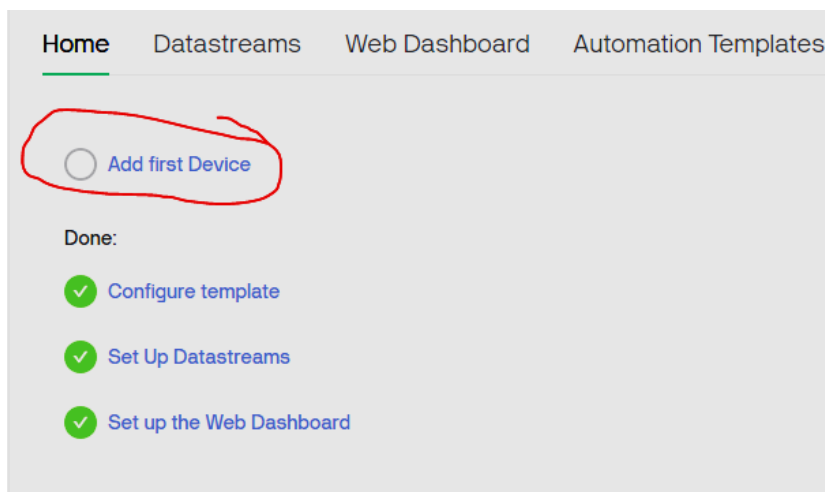 Home Datastreams Web Dashboard Automation Templates
Add first Device
Done:
Configure template
Set Up Datastreams
Set up the Web Dashboard